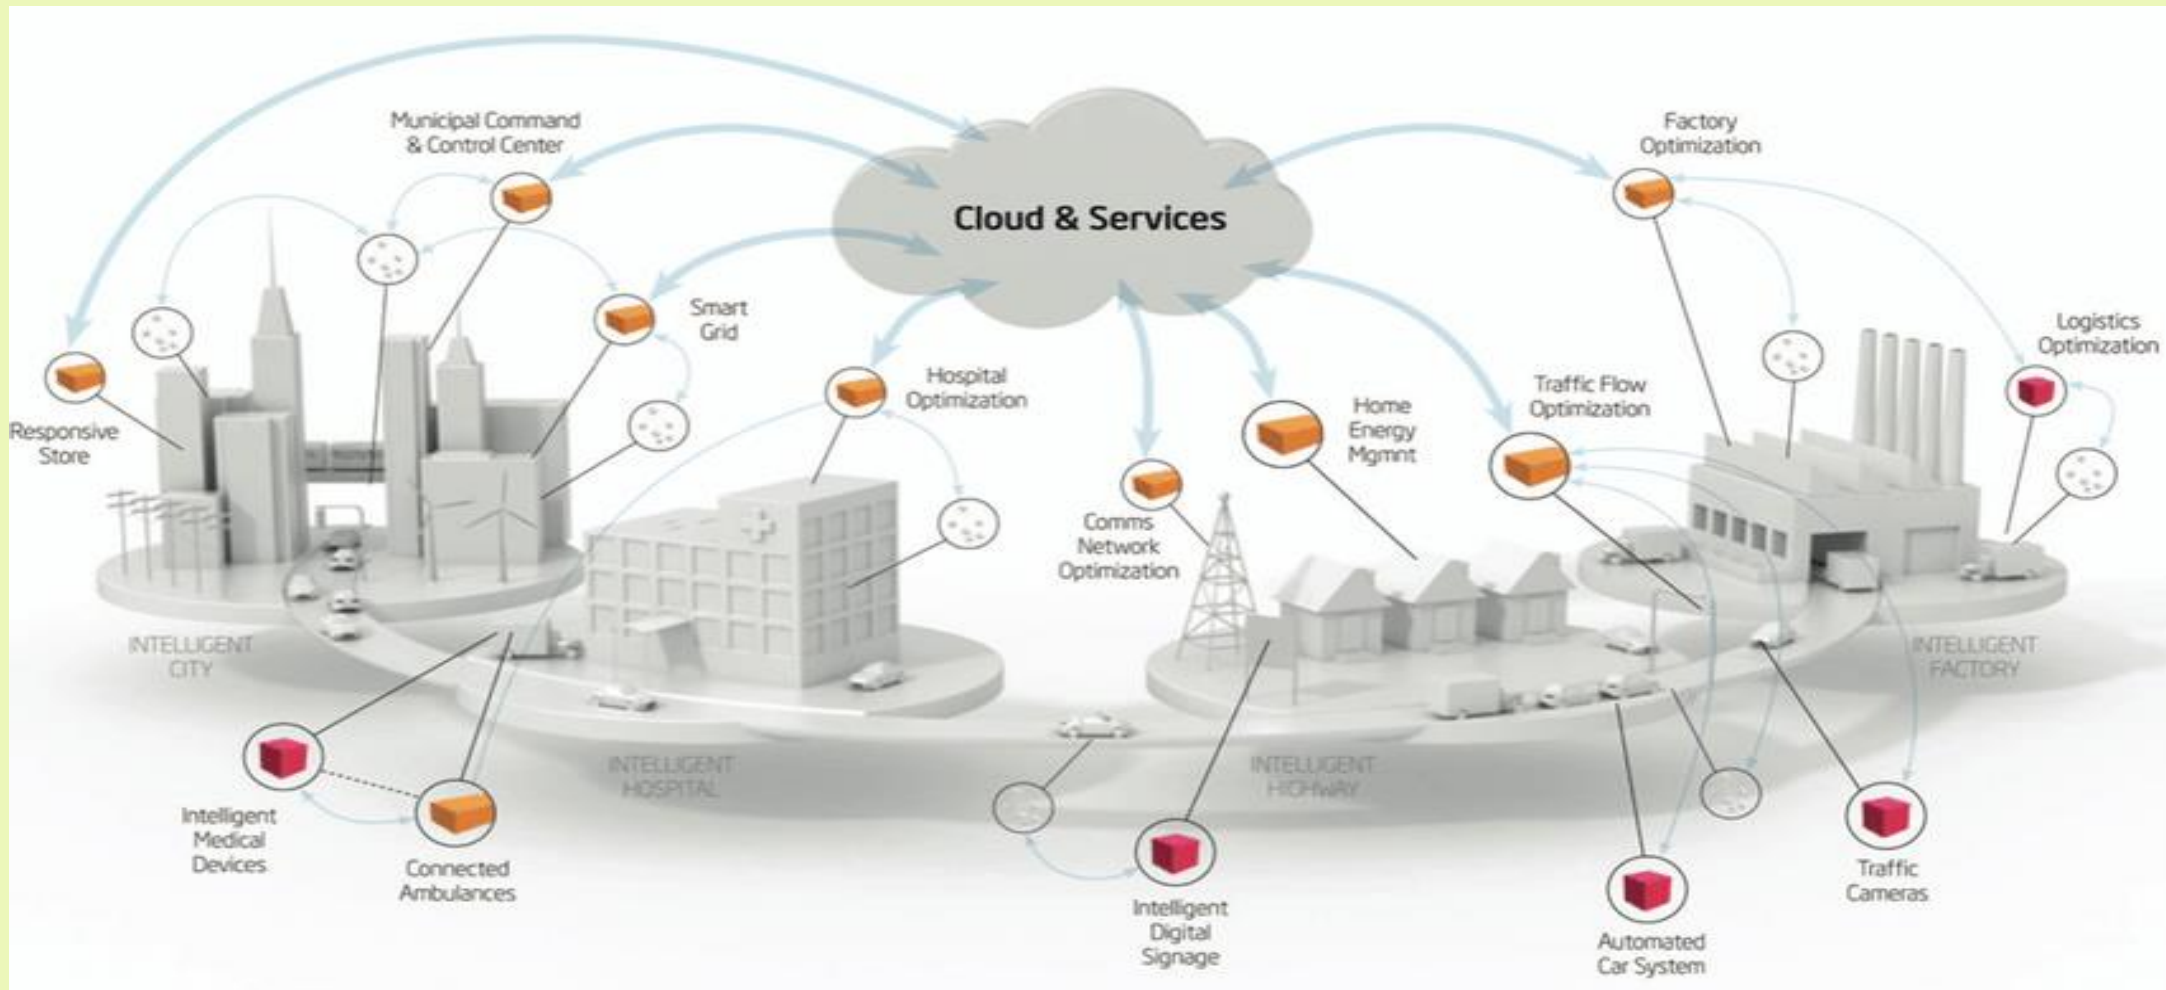 Municipal Command
& Control Center
Factory
Optimization
Cloud & Services
Smart
Grid
Logistics
Optimization
Hospital
Optimization
Traffic Flow
Optimization
Home
Energy
Mgmnt
Responsive
Store
Comms
Network
Optimization
INTELLIGENT
CITY
INTELLIGENT
FACTORY
INTELLIGENT
HOSPITAL
INTELLIGENT
HIGHWAY
Intelligent
Medical
Devices
Connected
Ambulances
Traffic
Cameras
Intelligent
Digital
Signage
Automated
Car System